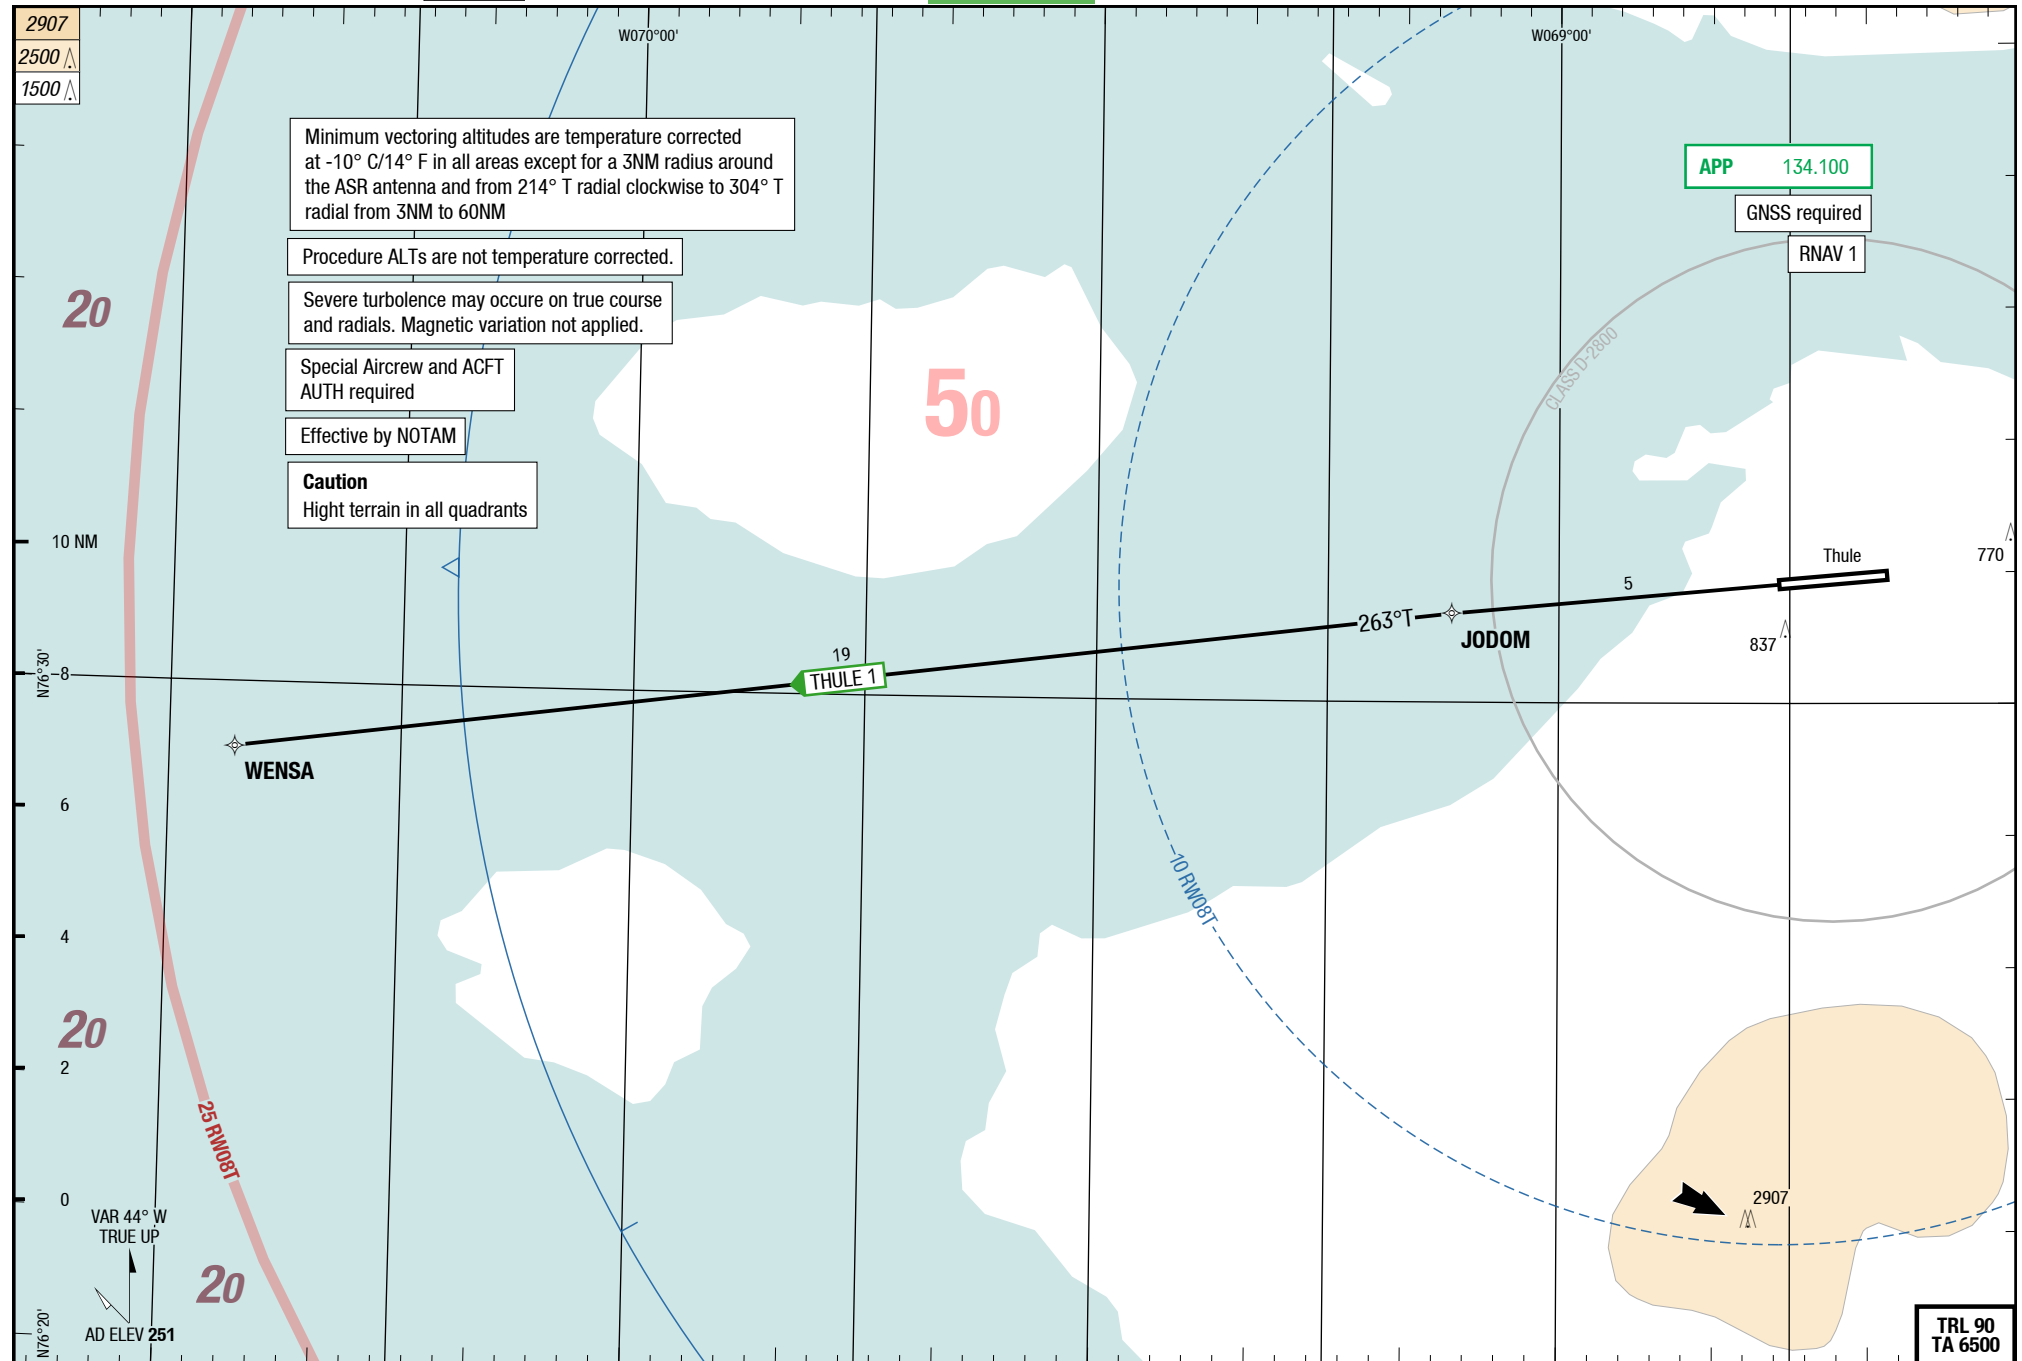 2907
2500
1500
W070°00'
W069°00'
Minimum vectoring altitudes are temperature corrected
at -10° C/14° F in all areas except for a 3NM radius around
the ASR antenna and from 214° T radial clockwise to 304° T
radial from 3NM to 60NM
Procedure ALTs are not temperature corrected.
Severe turbolence may occure on true course
and radials. Magnetic variation not applied.
Special Aircrew and ACFT
AUTH required
Effective by NOTAM
Caution
Hight terrain in all quadrants
APP 134.100
GNSS required
RNAV 1
CLASS D-2800
20
50
10 NM
Thule
770
5
263°T
JODOM
837
19
THULE 1
N76°30'
8
WENSA
6
10 RW08T
4
20
2
25 RW08T
0
2907
VAR 44° W
TRUE UP
20
AD ELEV 251
N76°20'
TRL 90
TA 6500